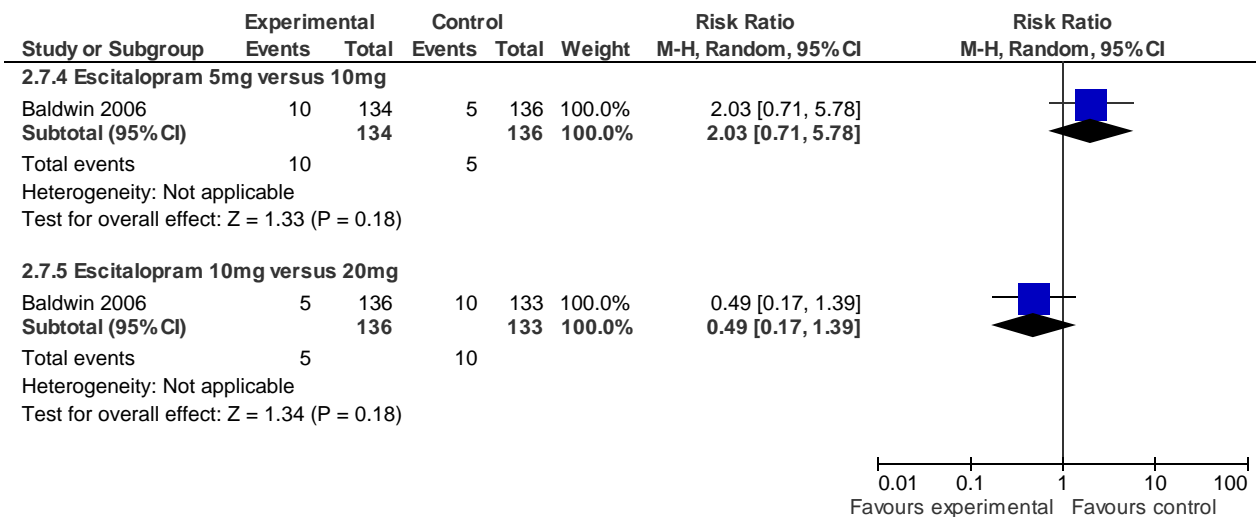 Experimental Control Risk Ratio Risk Ratio
Study or Subgroup Events Total Events Total Weight M-H, Random, 95% CI M-H, Random, 95% CI
2.7.4 Escitalopram 5mg versus 10mg
Baldwin 2006 10 134 5 136 100.0% 2.03 [0.71, 5.78]
Subtotal (95% CI) 134 136 100.0% 2.03 [0.71, 5.78]
Total events 10 5
Heterogeneity: Not applicable
Test for overall effect: Z = 1.33 (P = 0.18)
2.7.5 Escitalopram 10mg versus 20mg
Baldwin 2006 5 136 10 133 100.0% 0.49 [0.17, 1.39]
Subtotal (95% CI) 136 133 100.0% 0.49 [0.17, 1.39]
Total events 5 10
Heterogeneity: Not applicable
Test for overall effect: Z = 1.34 (P = 0.18)
0.01 0.1 1 10 100
Favours experimental Favours control